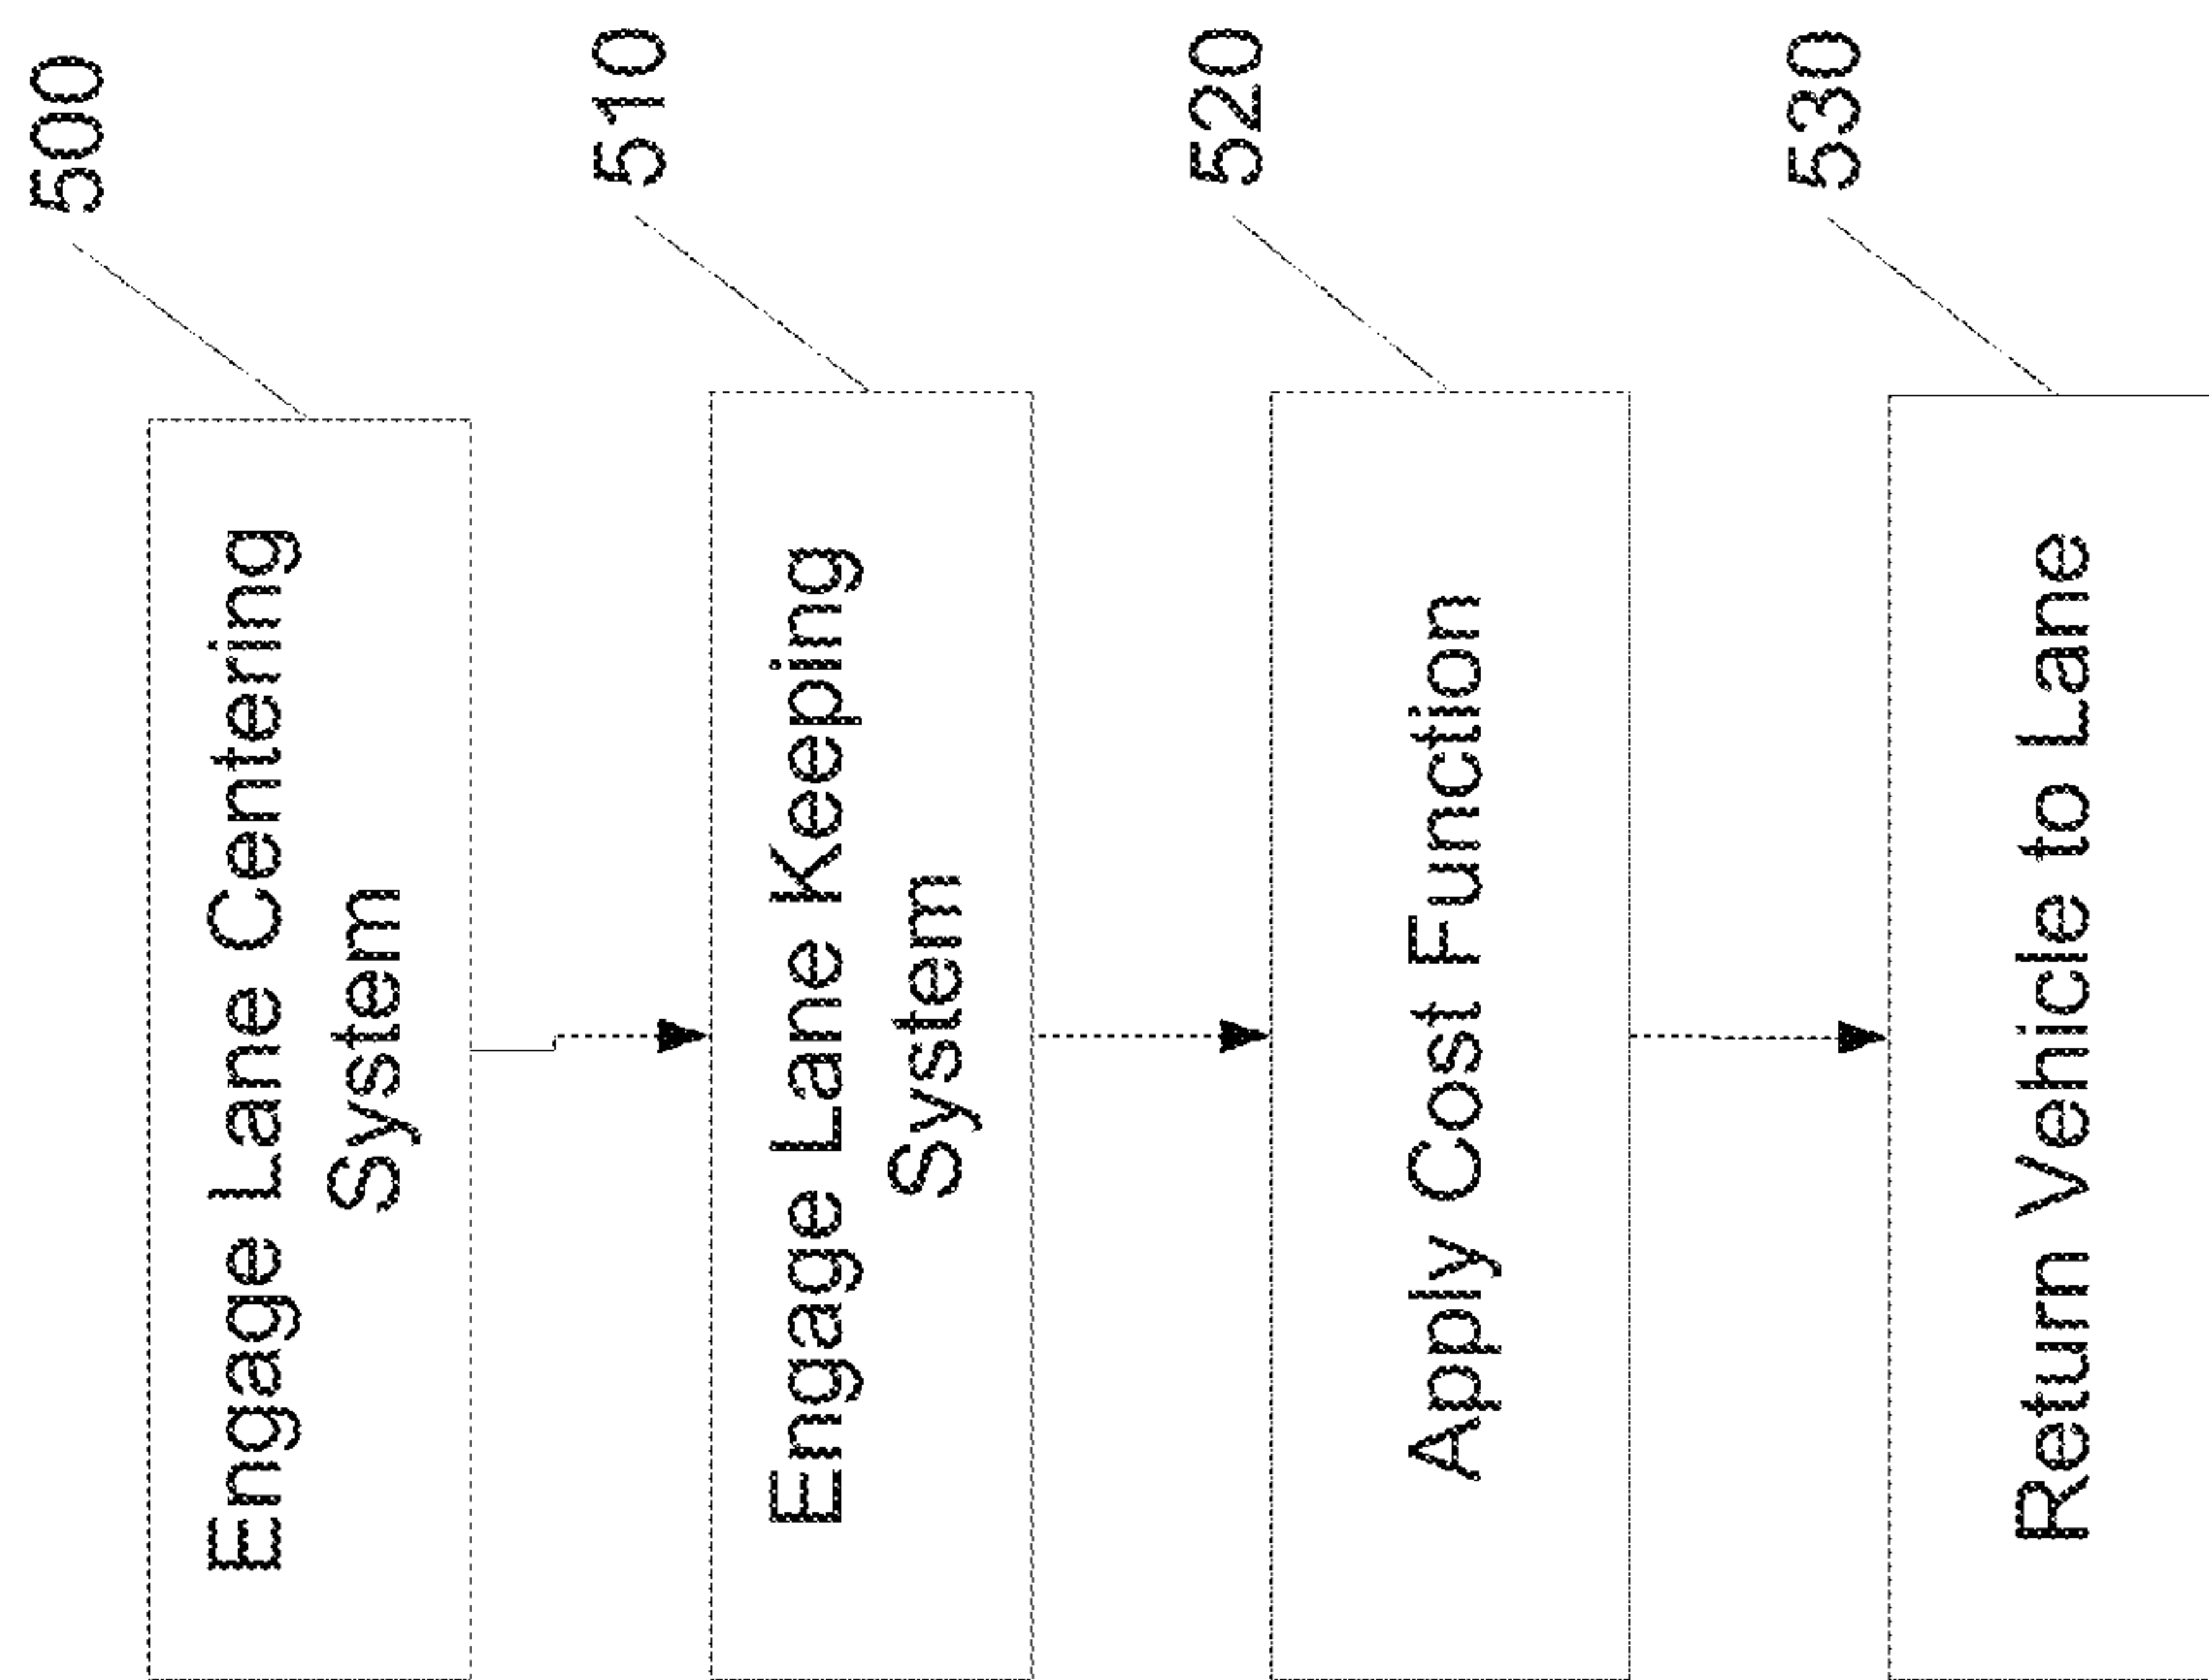 500
Engage Lane Centering
System
510
Engage Lane Keeping
System
520
Apply Cost Function
530
Return Vehicle to Lane